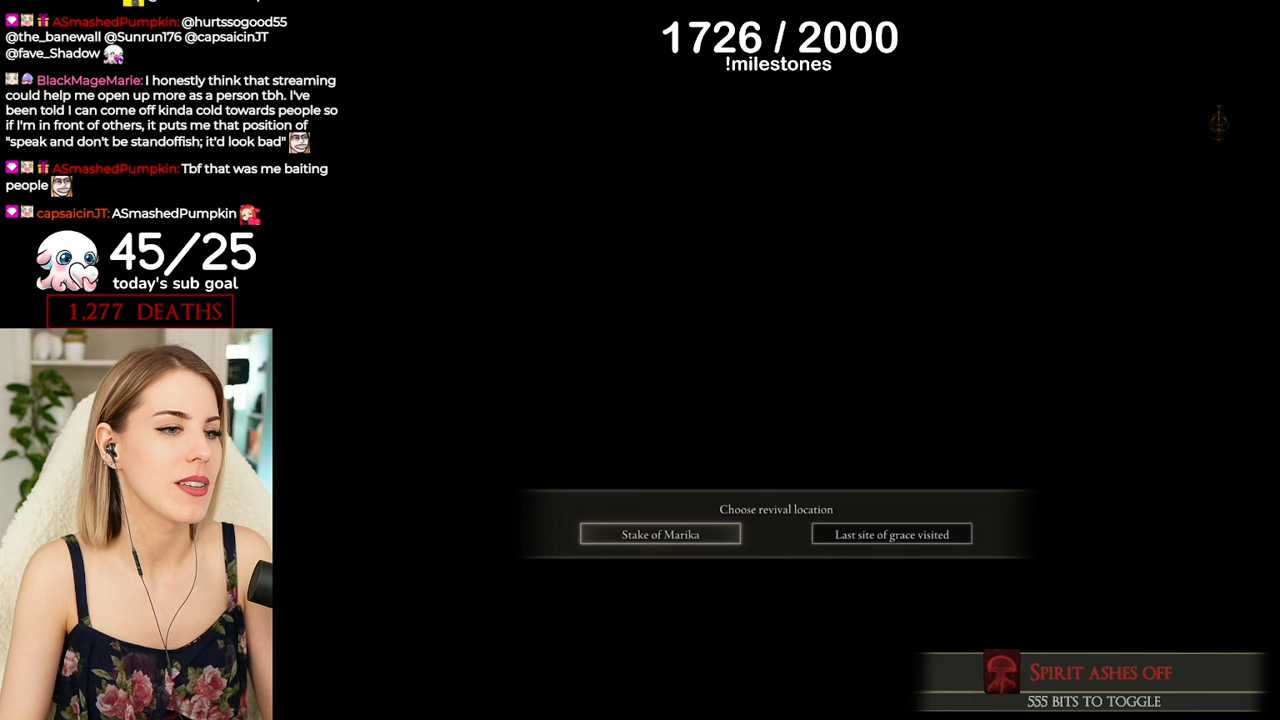 ASmashedPumpkin: @hurtssogood55
@the_banewall @Sunrun176 @capsaicinJT
@fave_Shadow
BlackMageMarie: I honestly think that streaming
could help me open up more as a person tbh. I've
been told I can come off kinda cold towards people so
if I'm in front of others, it puts me that position of
"speak and don't be standoffish; it'd look bad"
ASmashedPumpkin: Tbf that was me baiting
people
capsaicinJT: ASmashedPumpkin
45/25
today's sub goal
1,277 DEATHS
1726 / 2000
!milestones
Choose revival location
Stake of Marika
Last site of grace visited
SPIRIT ASHES OFF
555 BITS TO TOGGLE